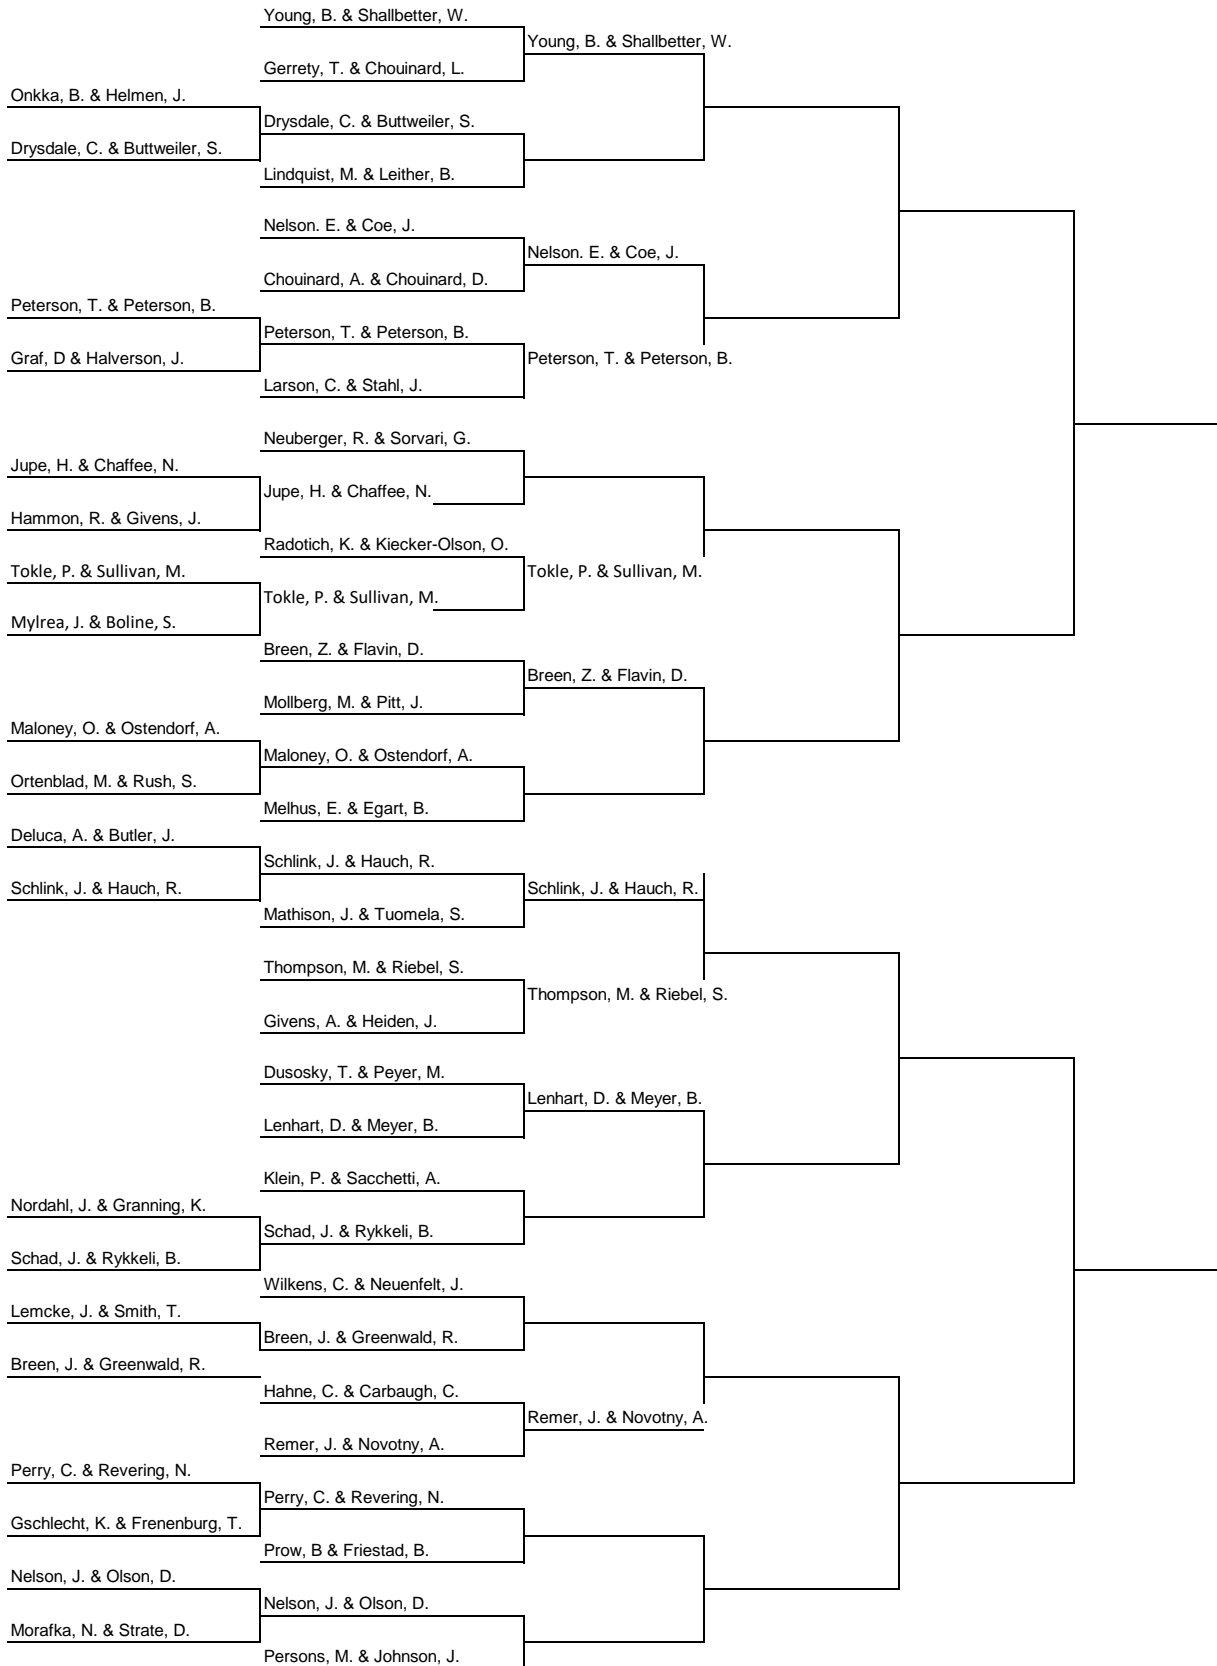 Young, B. & Shallbetter, W.
Young, B. & Shallbetter, W.
Gerrety, T. & Chouinard, L.
Onkka, B. & Helmen, J.
Drysdale, C. & Buttweiler, S.
Drysdale, C. & Buttweiler, S.
Lindquist, M. & Leither, B.
Nelson. E. & Coe, J.
Nelson. E. & Coe, J.
Chouinard, A. & Chouinard, D.
Peterson, T. & Peterson, B.
Peterson, T. & Peterson, B.
Graf, D & Halverson, J.
Peterson, T. & Peterson, B.
Larson, C. & Stahl, J.
Neuberger, R. & Sorvari, G.
Jupe, H. & Chaffee, N.
Jupe, H. & Chaffee, N.
Hammon, R. & Givens, J.
Radotich, K. & Kiecker-Olson, O.
Tokle, P. & Sullivan, M.
Tokle, P. & Sullivan, M.
Tokle, P. & Sullivan, M.
Mylrea, J. & Boline, S.
Breen, Z. & Flavin, D.
Breen, Z. & Flavin, D.
Mollberg, M. & Pitt, J.
Maloney, O. & Ostendorf, A.
Maloney, O. & Ostendorf, A.
Ortenblad, M. & Rush, S.
Melhus, E. & Egart, B.
Deluca, A. & Butler, J.
Schlink, J. & Hauch, R.
Schlink, J. & Hauch, R.
Schlink, J. & Hauch, R.
Mathison, J. & Tuomela, S.
Thompson, M. & Riebel, S.
Thompson, M. & Riebel, S.
Givens, A. & Heiden, J.
Dusosky, T. & Peyer, M.
Lenhart, D. & Meyer, B.
Lenhart, D. & Meyer, B.
Klein, P. & Sacchetti, A.
Nordahl, J. & Granning, K.
Schad, J. & Rykkeli, B.
Schad, J. & Rykkeli, B.
Wilkens, C. & Neuenfelt, J.
Lemcke, J. & Smith, T.
Breen, J. & Greenwald, R.
Breen, J. & Greenwald, R.
Hahne, C. & Carbaugh, C.
Remer, J. & Novotny, A.
Remer, J. & Novotny, A.
Perry, C. & Revering, N.
Perry, C. & Revering, N.
Gschlecht, K. & Frenenburg, T.
Prow, B & Friestad, B.
Nelson, J. & Olson, D.
Nelson, J. & Olson, D.
Morafka, N. & Strate, D.
Persons, M. & Johnson, J.